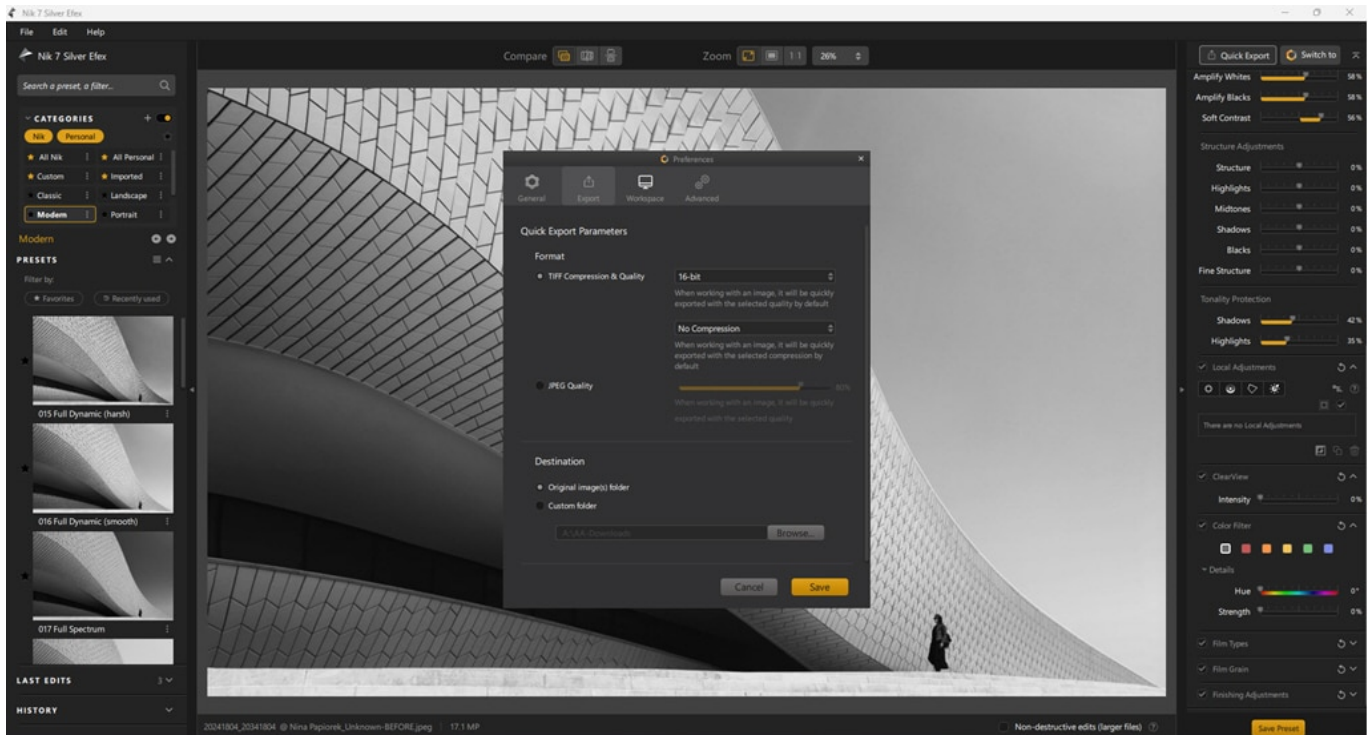 Nik 7 Silver Efex
File Edit Help
Nik 7 Silver Efex
Compare
Zoom 1:1 26%
Quick Export Switch to
Search a preset, a filter...
CATEGORIES
Nik Personal
All Nik All Personal
Custom Imported
Classic Landscape
Modern Portrait
Modern
PRESETS
Filter by:
Favorites Recently used
015 Full Dynamic (harsh)
016 Full Dynamic (smooth)
017 Full Spectrum
LAST EDITS 3
HISTORY
Preferences
General Export Workspace Advanced
Quick Export Parameters
Format
TIFF Compression & Quality 16-bit
When working with an image, it will be quickly
exported with the selected quality by default
No Compression
When working with an image, it will be quickly
exported with the selected compression by
default
JPEG Quality 80%
When working with an image, it will be quickly
exported with the selected quality
Destination
Original image(s) folder
Custom folder
Browse...
Cancel Save
Amplify Whites 58%
Amplify Blacks 58%
Soft Contrast 56%
Structure Adjustments
Structure 0%
Highlights 0%
Midtones 0%
Shadows 0%
Blacks 0%
Fine Structure 0%
Tonality Protection
Shadows 42%
Highlights 35%
Local Adjustments
There are no Local Adjustments
ClearView
Intensity 0%
Color Filter
Details
Hue 0°
Strength 0%
Film Types
Film Grain
Finishing Adjustments
20241804_20341804 @ Nina Papiorek_Unknown-BEFORE.jpeg 17.1 MP
Non-destructive edits (larger files)
Save Preset